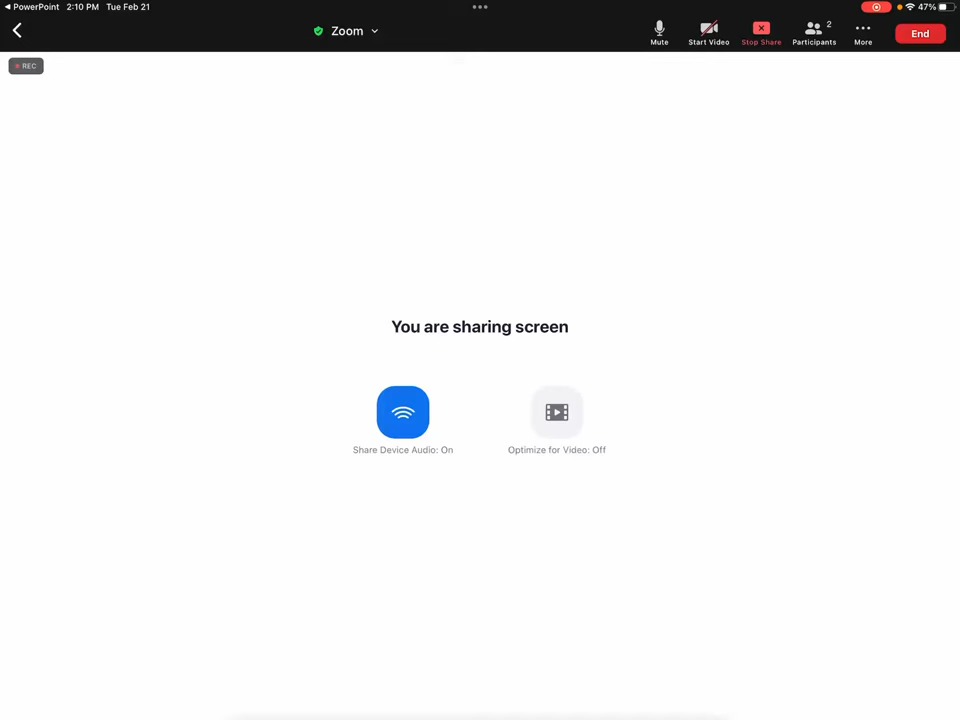 PowerPoint 2:10 PM Tue Feb 21
47%
Zoom
2
Mute Start Video Stop Share Participants More
End
REC
You are sharing screen
Share Device Audio: On
Optimize for Video: Off